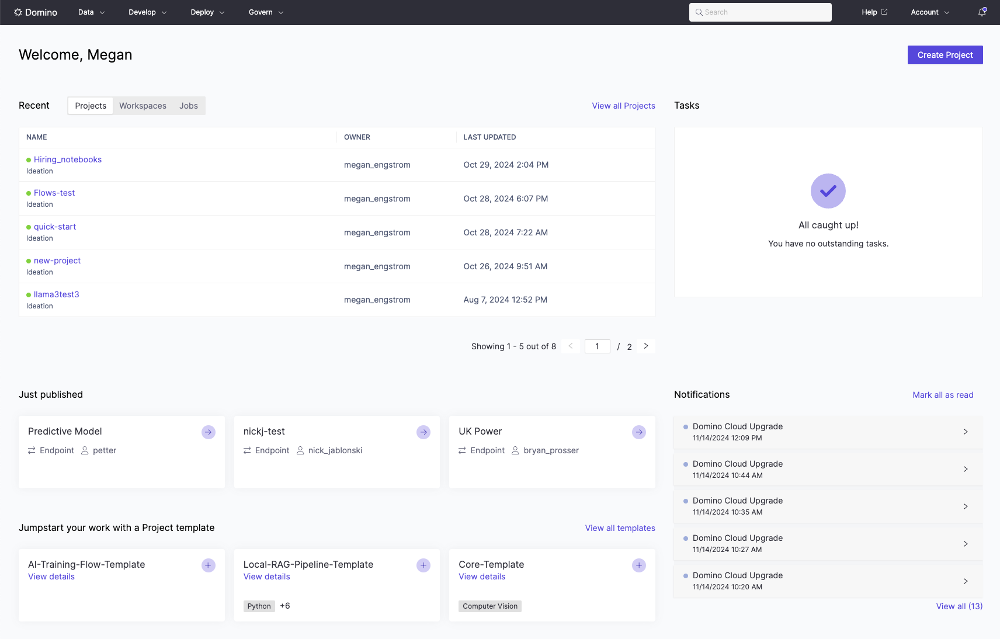 Domino Data Develop Deploy Govern Search Help Account
Welcome, Megan
Create Project
Recent Projects Workspaces Jobs View all Projects
NAME OWNER LAST UPDATED
Hiring_notebooks
Ideation
megan_engstrom Oct 29, 2024 2:04 PM
Flows-test
Ideation
megan_engstrom Oct 28, 2024 6:07 PM
quick-start
Ideation
megan_engstrom Oct 28, 2024 7:22 AM
new-project
Ideation
megan_engstrom Oct 26, 2024 9:51 AM
llama3test3
Ideation
megan_engstrom Aug 7, 2024 12:52 PM
Showing 1 - 5 out of 8 < 1 / 2 >
Tasks
All caught up!
You have no outstanding tasks.
Just published
Predictive Model
Endpoint petter
nickj-test
Endpoint nick_jablonski
UK Power
Endpoint bryan_prosser
Jumpstart your work with a Project template View all templates
AI-Training-Flow-Template
View details
Local-RAG-Pipeline-Template
View details
Python +6
Core-Template
View details
Computer Vision
Notifications Mark all as read
Domino Cloud Upgrade
11/14/2024 12:09 PM
Domino Cloud Upgrade
11/14/2024 10:44 AM
Domino Cloud Upgrade
11/14/2024 10:35 AM
Domino Cloud Upgrade
11/14/2024 10:27 AM
Domino Cloud Upgrade
11/14/2024 10:20 AM
View all (13)